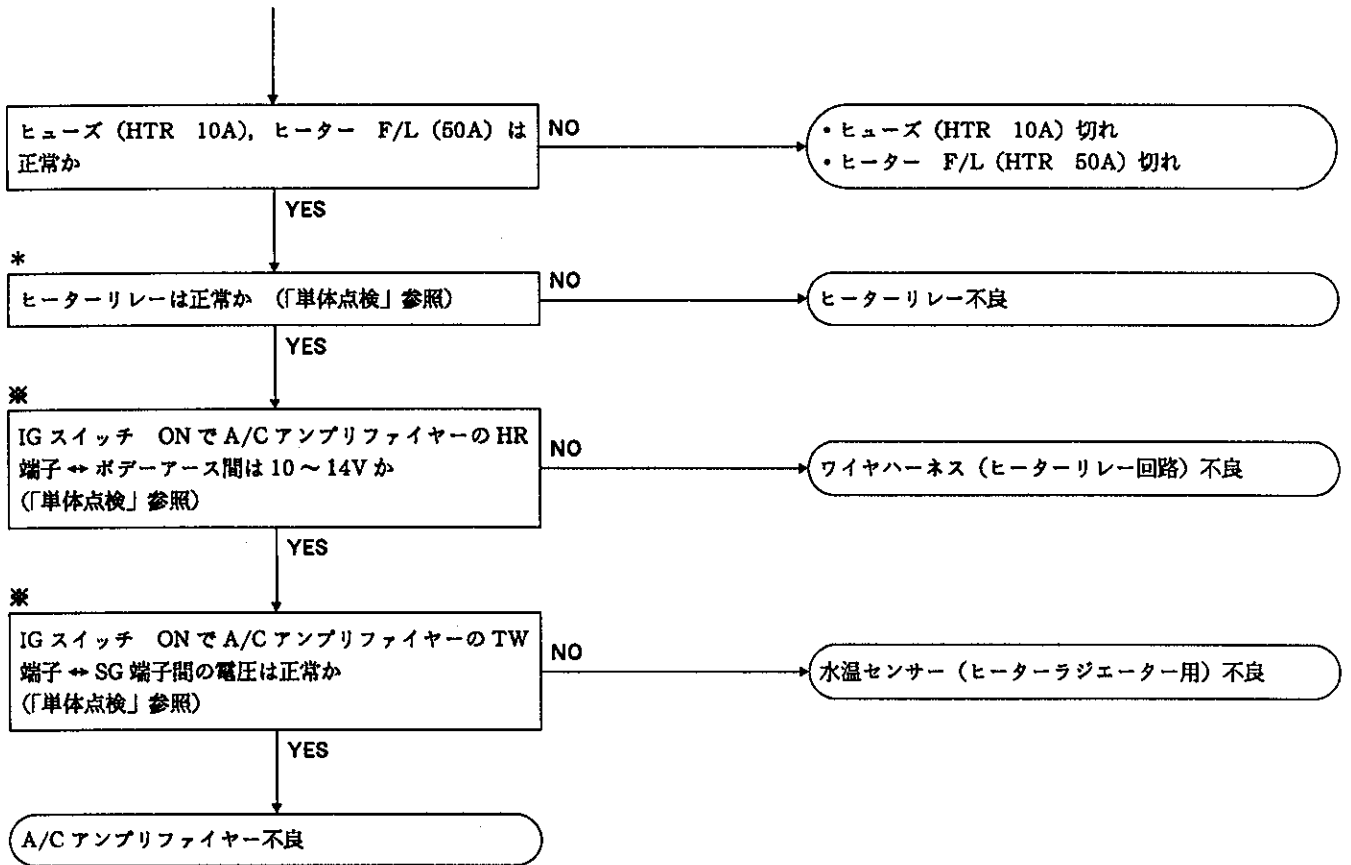 ヒューズ (HTR 10A), ヒーター F/L (50A) は
正常か
NO
・ヒューズ (HTR 10A) 切れ
・ヒーター F/L (HTR 50A) 切れ
YES
*
ヒーターリレーは正常か (「単体点検」参照)
NO
ヒーターリレー不良
YES
※
IG スイッチ ON で A/C アンプリファイヤーの HR
端子 ↔ ボデーアース間は 10 ~ 14V か
(「単体点検」参照)
NO
ワイヤハーネス (ヒーターリレー回路) 不良
YES
※
IG スイッチ ON で A/C アンプリファイヤーの TW
端子 ↔ SG 端子間の電圧は正常か
(「単体点検」参照)
NO
水温センサー (ヒーターラジエーター用) 不良
YES
A/C アンプリファイヤー不良